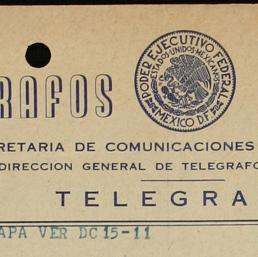 RAFOS
PODER EJECUTIVO FEDERAL
ESTADOS UNIDOS MEXICANOS
MEXICO D.F.
RETARIA DE COMUNICACIONES
DIRECCION GENERAL DE TELEGRAFO
TELEGRA
APA VER DC 15-11